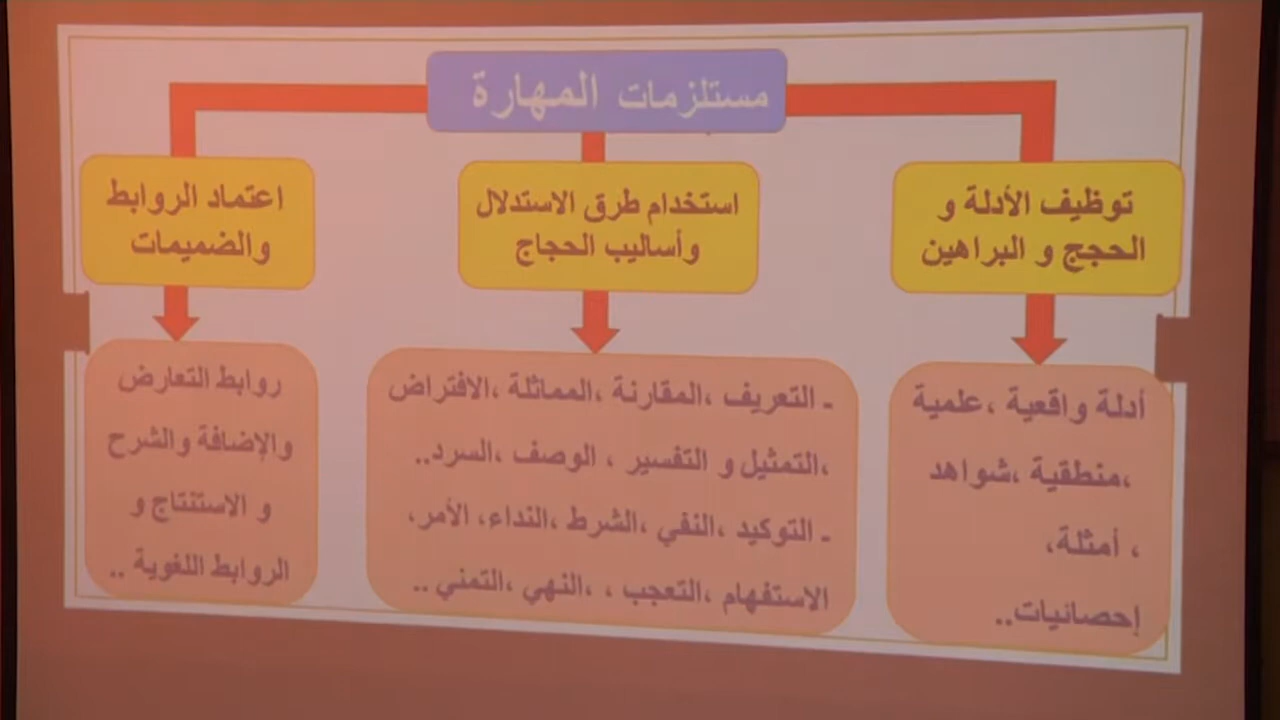 مستلزمات المهارة
توظيف الأدلة و
الحجج و البراهين
استخدام طرق الاستدلال
وأساليب الحجاج
اعتماد الروابط
والضميمات
أدلة واقعية ،علمية
،منطقية ،شواهد
، أمثلة،
إحصائيات..
- التعريف ،المقارنة ،المماثلة ،الافتراض
،التمثيل و التفسير ، الوصف ،السرد..
- التوكيد ،النفي ،الشرط ،النداء، الأمر،
الاستفهام ،التعجب ، ،النهي ،التمني ..
روابط التعارض
والإضافة والشرح
و الاستنتاج و
الروابط اللغوية ..